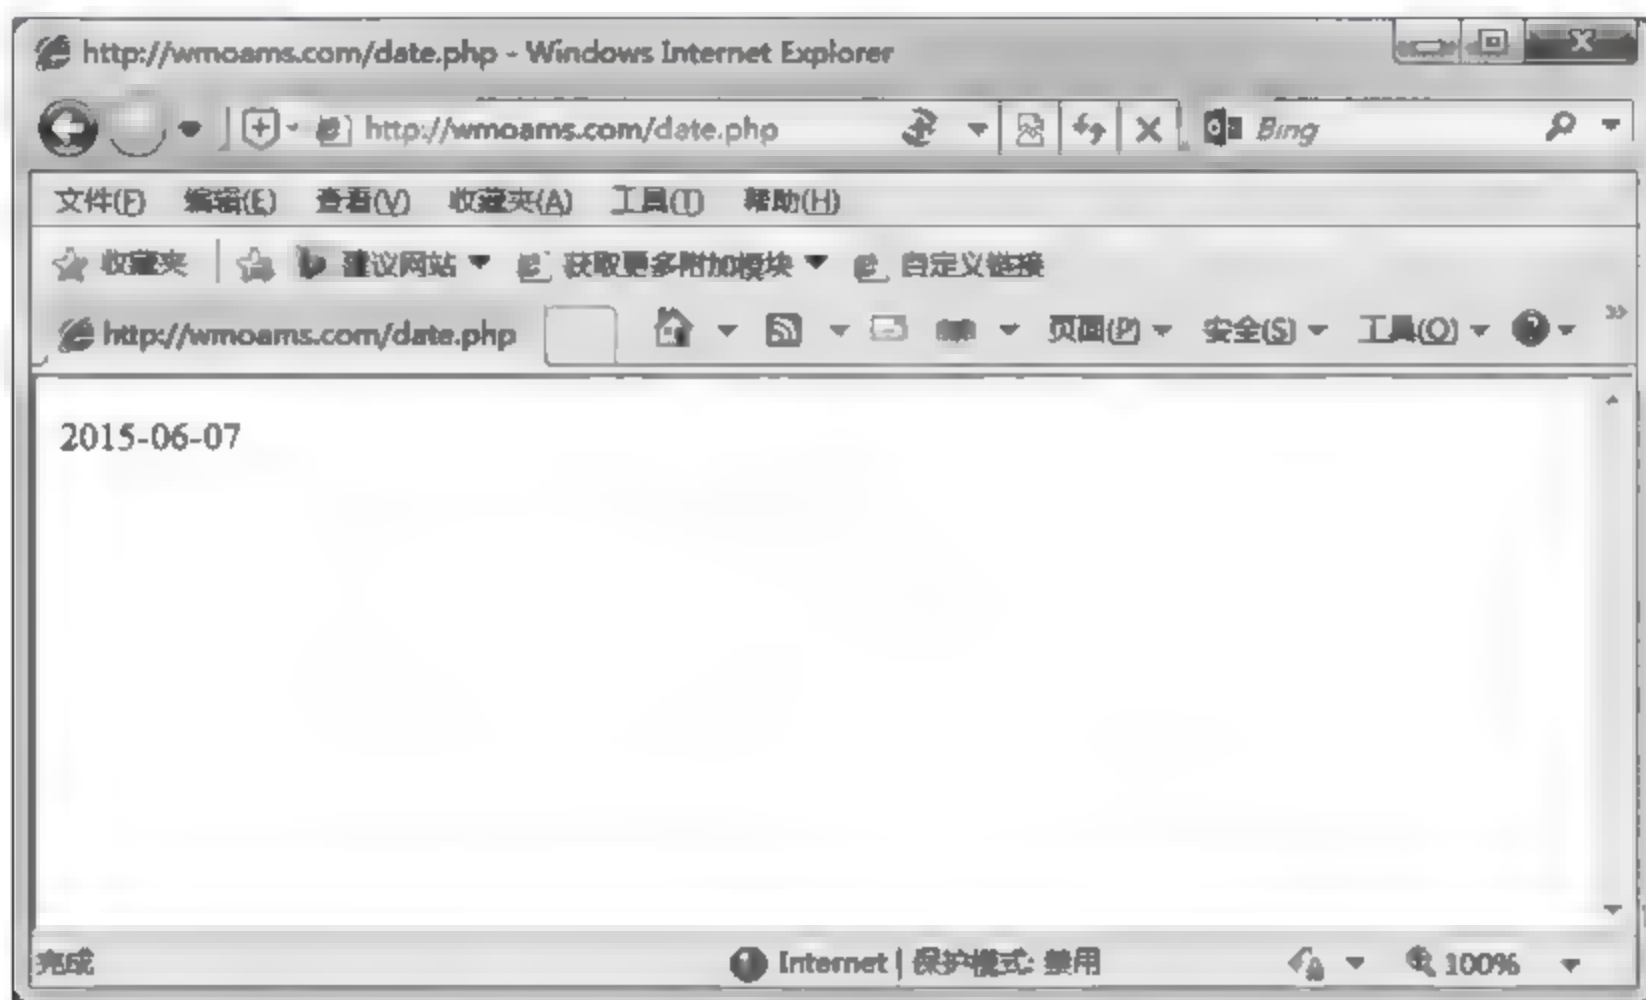 http://wmoams.com/date.php - Windows Internet Explorer
http://wmoams.com/date.php Bing
文件(F) 编辑(E) 查看(V) 收藏夹(A) 工具(T) 帮助(H)
收藏夹 建议网站 获取更多附加模块 自定义链接
http://wmoams.com/date.php 页面(P) 安全(S) 工具(O)
2015-06-07
完成 Internet | 保护模式: 禁用 100%